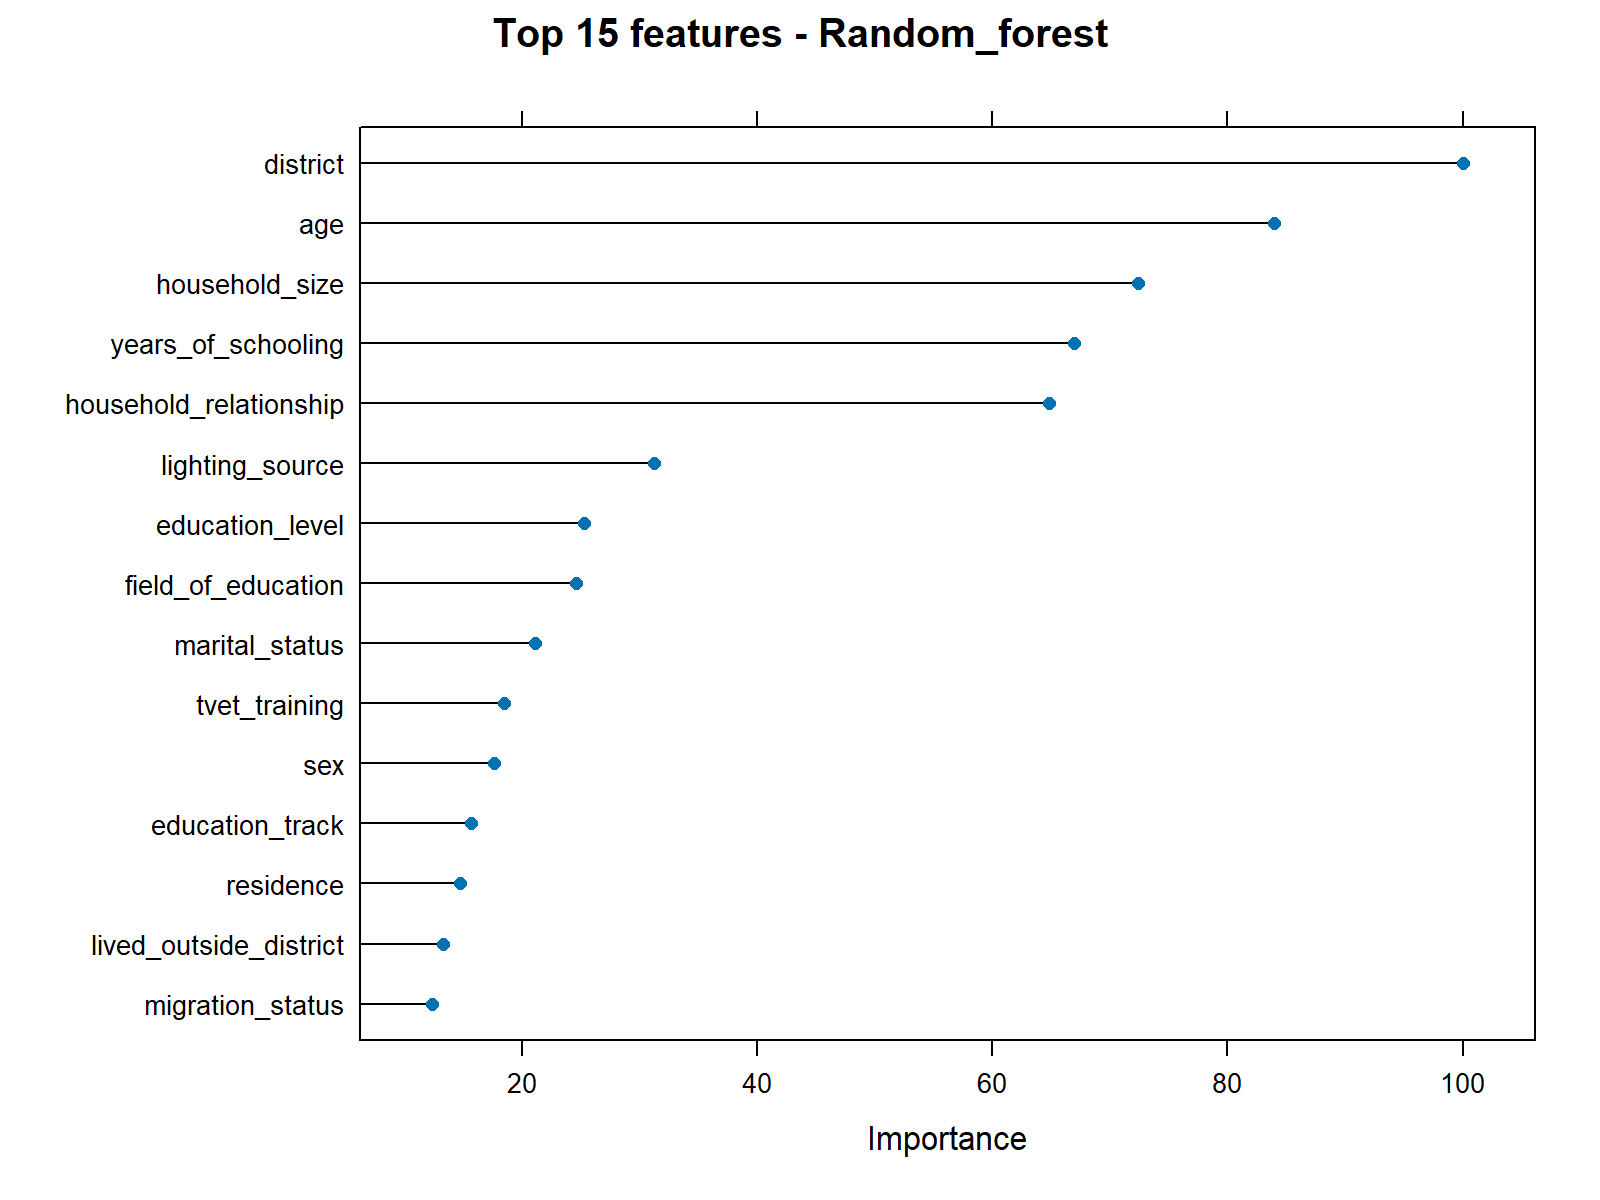 Top 15 features - Random_forest
district
age
household_size
years_of_schooling
household_relationship
lighting_source
education_level
field_of_education
marital_status
tvet_training
sex
education_track
residence
lived_outside_district
migration_status
20 40 60 80 100
Importance